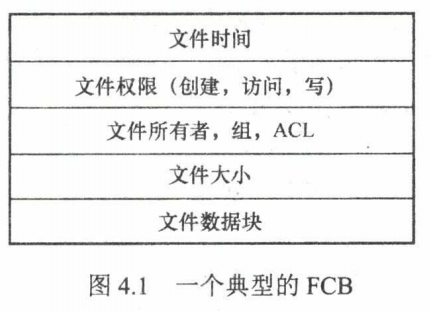 文件时间
文件权限（创建，访问，写）
文件所有者，组，ACL
文件大小
文件数据块
图 4.1 一个典型的 FCB